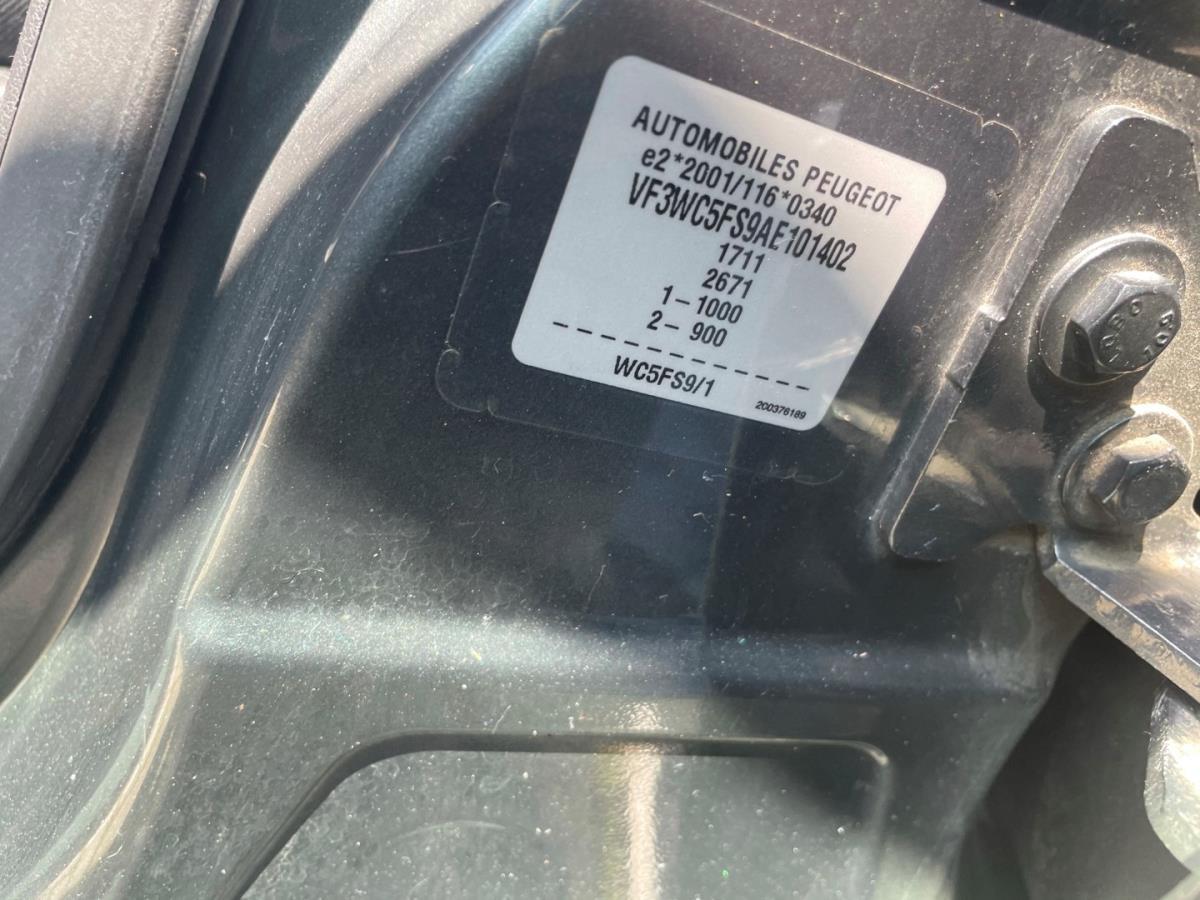 AUTOMOBILES PEUGEOT
e2*2001/116*0340
VF3WC5FS9AE101402
1711
2671
1-1000
2- 900
WC5FS9/1
200376189